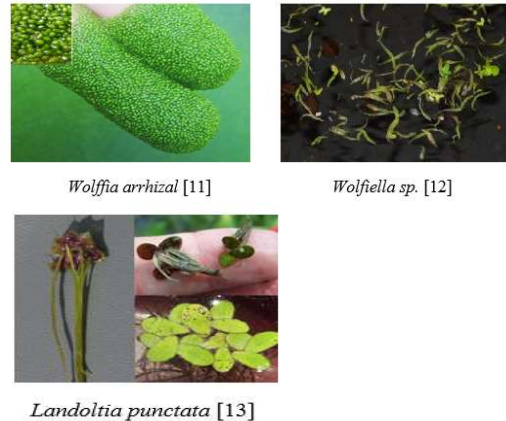 Wolffia arrhizal [11]
Wolfiella sp. [12]
Landoltia punctata [13]